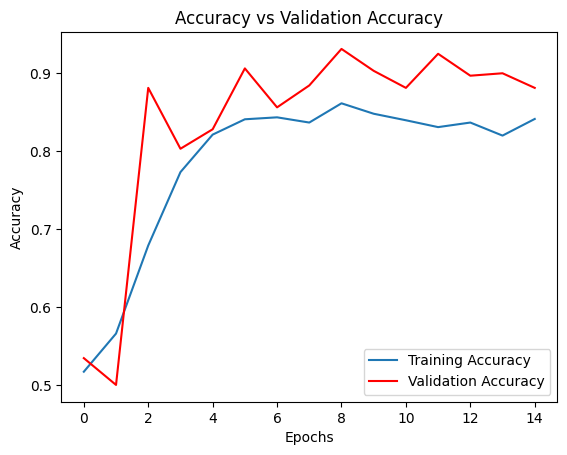 Accuracy vs Validation Accuracy
0.9
0.8
0.7
0.6
0.5
Accuracy
Training Accuracy
Validation Accuracy
0 2 4 6 8 10 12 14
Epochs